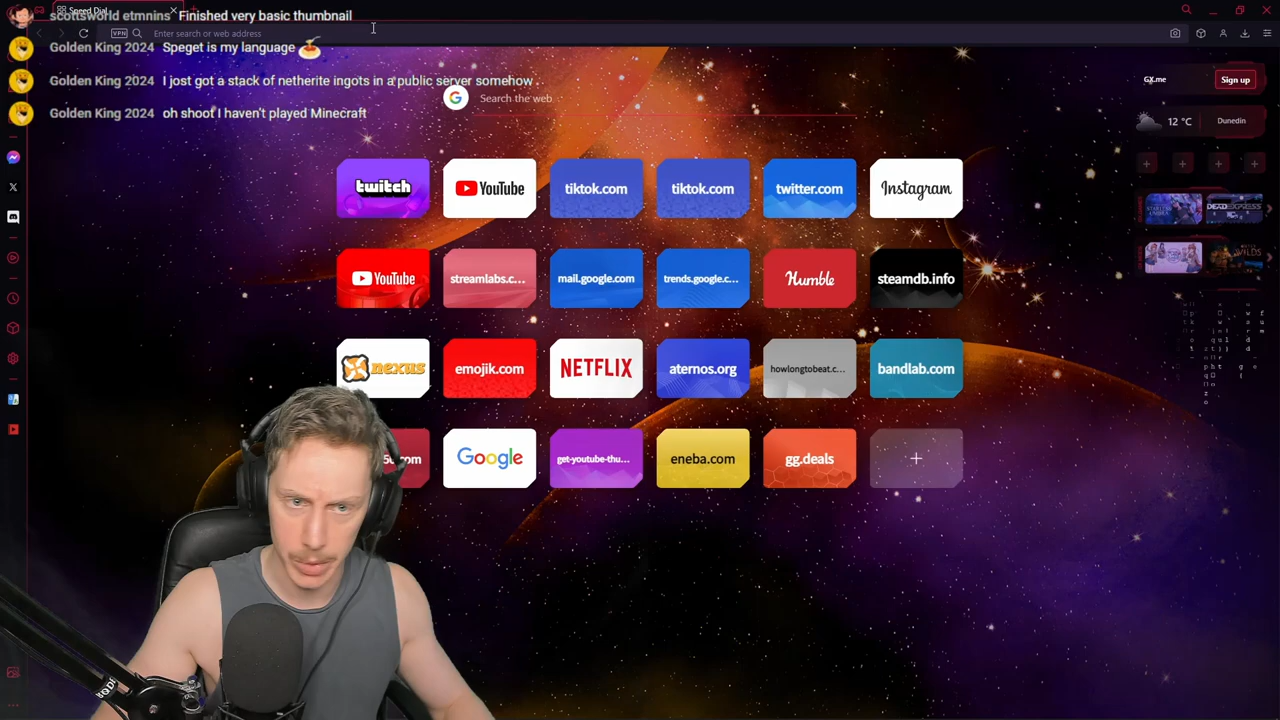 Speed Dial
scottsworld etmnins Finished very basic thumbnail
VPN Enter search or web address
Golden King 2024 Speget is my language
Golden King 2024 I just got a stack of netherite ingots in a public server somehow
Golden King 2024 oh shoot I haven't played Minecraft
Search the web
GX.me Sign up
12 °C Dunedin
twitch YouTube tiktok.com tiktok.com twitter.com Instagram
YouTube streamlabs.c... mail.google.com trends.google.c... Humble steamdb.info
nexus emojik.com NETFLIX aternos.org howlongtobeat.c... bandlab.com
Google get-youtube-thu... eneba.com gg.deals